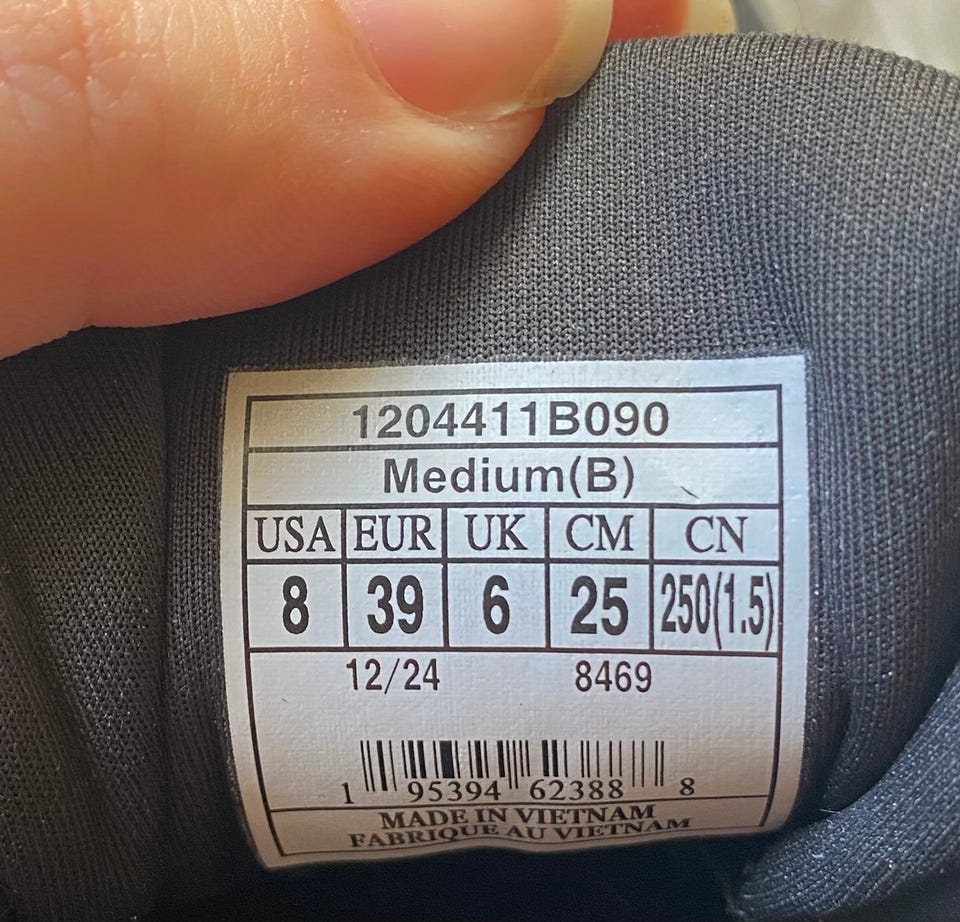 1204411B090
Medium(B)
USA EUR UK CM CN
8 39 6 25 250(1.5)
12/24 8469
1 95394 62388 8
MADE IN VIETNAM
FABRIQUE AU VIETNAM